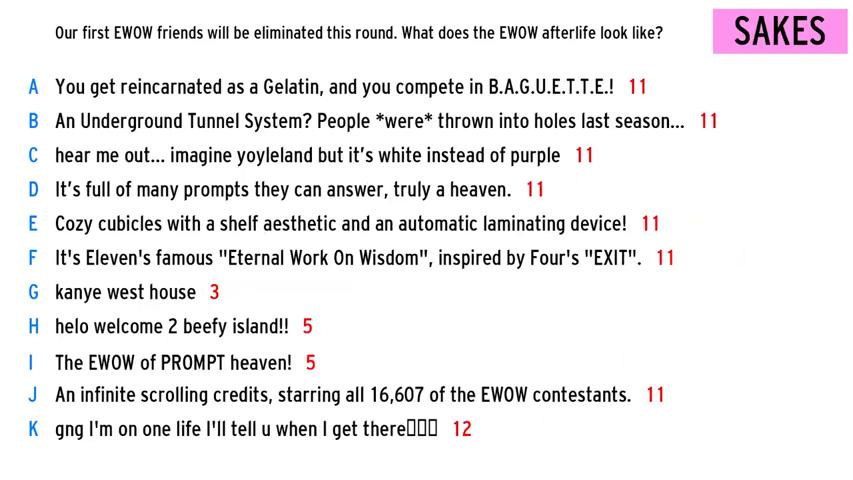 Our first EWOW friends will be eliminated this round. What does the EWOW afterlife look like?
SAKES
A You get reincarnated as a Gelatin, and you compete in B.A.G.U.E.T.T.E.! 11
B An Underground Tunnel System? People *were* thrown into holes last season... 11
C hear me out... imagine yoyleland but it's white instead of purple 11
D It's full of many prompts they can answer, truly a heaven. 11
E Cozy cubicles with a shelf aesthetic and an automatic laminating device! 11
F It's Eleven's famous "Eternal Work On Wisdom", inspired by Four's "EXIT". 11
G kanye west house 3
H helo welcome 2 beefy island!! 5
I The EWOW of PROMPT heaven! 5
J An infinite scrolling credits, starring all 16,607 of the EWOW contestants. 11
K gng I'm on one life I'll tell u when I get there▯▯▯ 12